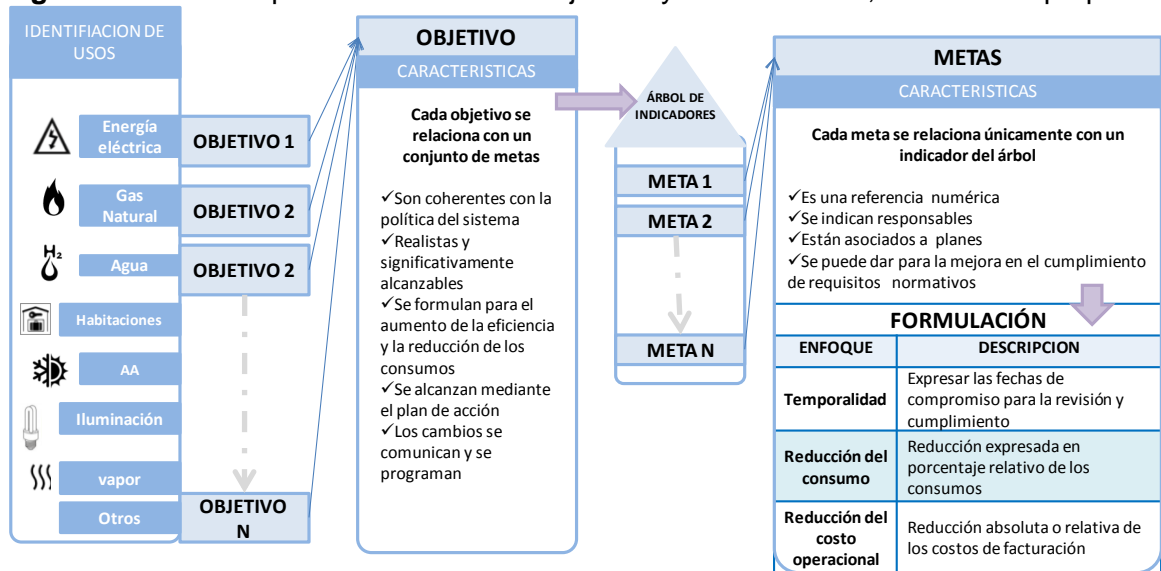 IDENTIFIACION DE
USOS
Energía
eléctrica
Gas
Natural
H₂
Agua
Habitaciones
AA
Iluminación
vapor
Otros
OBJETIVO 1
OBJETIVO 2
OBJETIVO 2
OBJETIVO
N
OBJETIVO
CARACTERISTICAS
Cada objetivo se
relaciona con un
conjunto de metas
✓Son coherentes con la
política del sistema
✓Realistas y
significativamente
alcanzables
✓Se formulan para el
aumento de la eficiencia
y la reducción de los
consumos
✓Se alcanzan mediante
el plan de acción
✓Los cambios se
comunican y se
programan
ÁRBOL DE
INDICADORES
META 1
META 2
META N
METAS
CARACTERISTICAS
Cada meta se relaciona únicamente con un
indicador del árbol
✓Es una referencia numérica
✓Se indican responsables
✓Están asociados a planes
✓Se puede dar para la mejora en el cumplimiento
de requisitos normativos
FORMULACIÓN
ENFOQUE DESCRIPCION
Temporalidad
Expresar las fechas de
compromiso para la revisión y
cumplimiento
Reducción del
consumo
Reducción expresada en
porcentaje relativo de los
consumos
Reducción del
costo
operacional
Reducción absoluta o relativa de
los costos de facturación